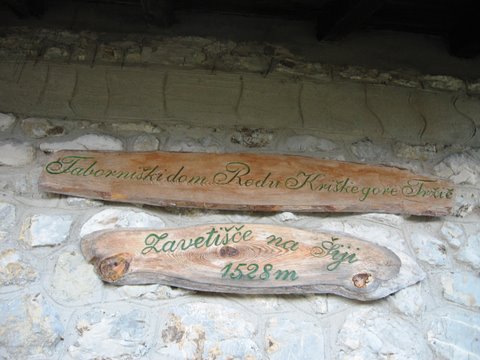 Taborniški dom Rodu Kriške gore Tržič
Zavetišče na Šiji
1528 m